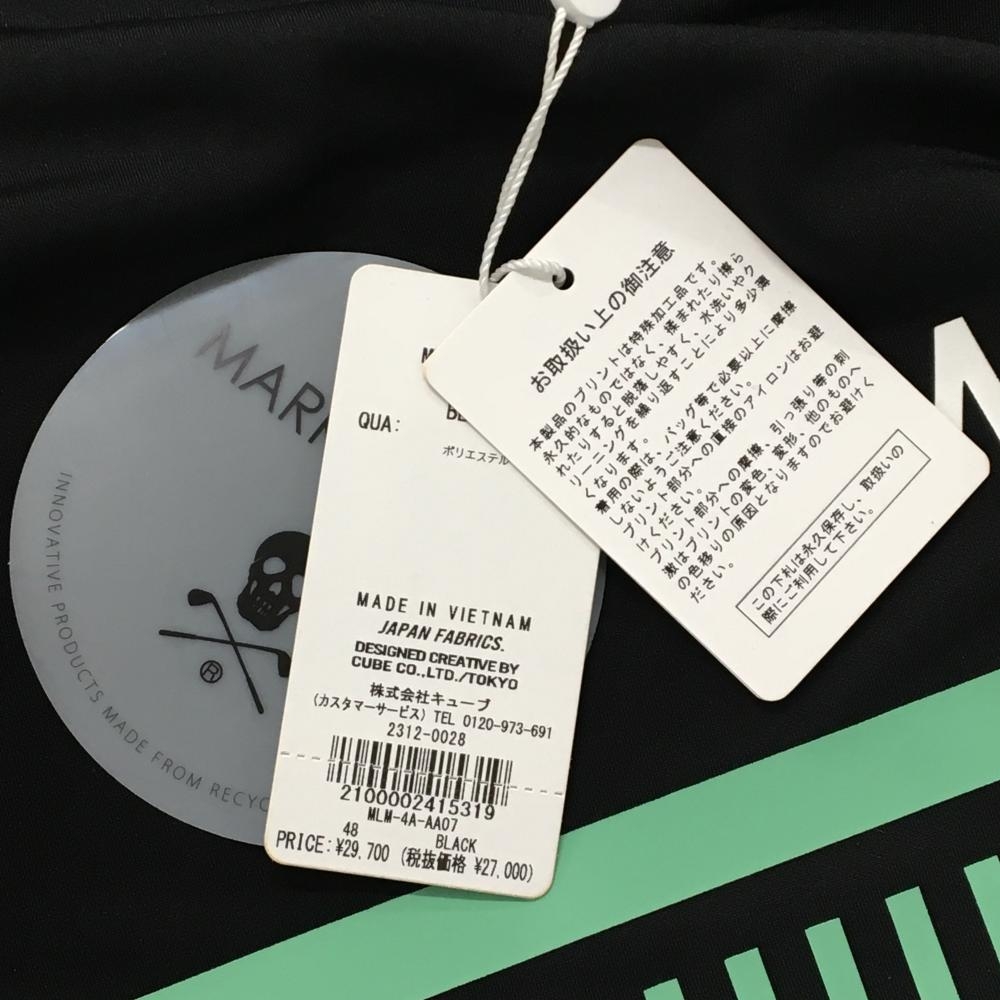 INNOVATIVE PRODUCTS MADE FROM
®
QUA:
ポリエステル
MADE IN VIETNAM
JAPAN FABRICS.
DESIGNED CREATIVE BY
CUBE CO.,LTD./TOKYO
株式会社キューブ
(カスタマーサービス) TEL 0120-973-691
2312-0028
2100002415319
MLM-4A-AA07
48 BLACK
PRICE:¥29.700 (税抜価格 ¥27.000)
お取扱い上の御注意
本製品のプリントは特殊加工品です。
永久的なものではなく、揉まれたり擦ら
れたりすると脱落しやすく、水洗いやク
リーニングを繰り返すことにより多少薄
くなります。
着用の際は、バッグ等で必要以上に摩擦
しないようご注意ください。
プリント部分への直接のアイロンはお避
けください。
プリント部分への摩擦、引っ張り等の刺
激はプリントの変色、変形、他のものへ
の色移りの原因となりますのでお避けく
ださい。
この下札は永久保存し、取扱いの
際にご利用して下さい。